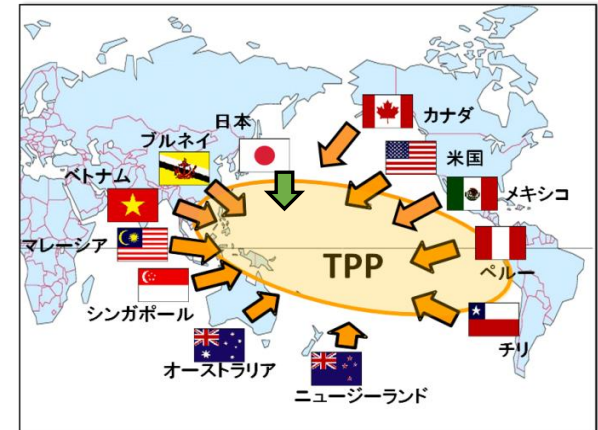 カナダ
日本
米国
ブルネイ
ベトナム
メキシコ
マレーシア
TPP
ペルー
シンガポール
チリ
オーストラリア
ニュージーランド